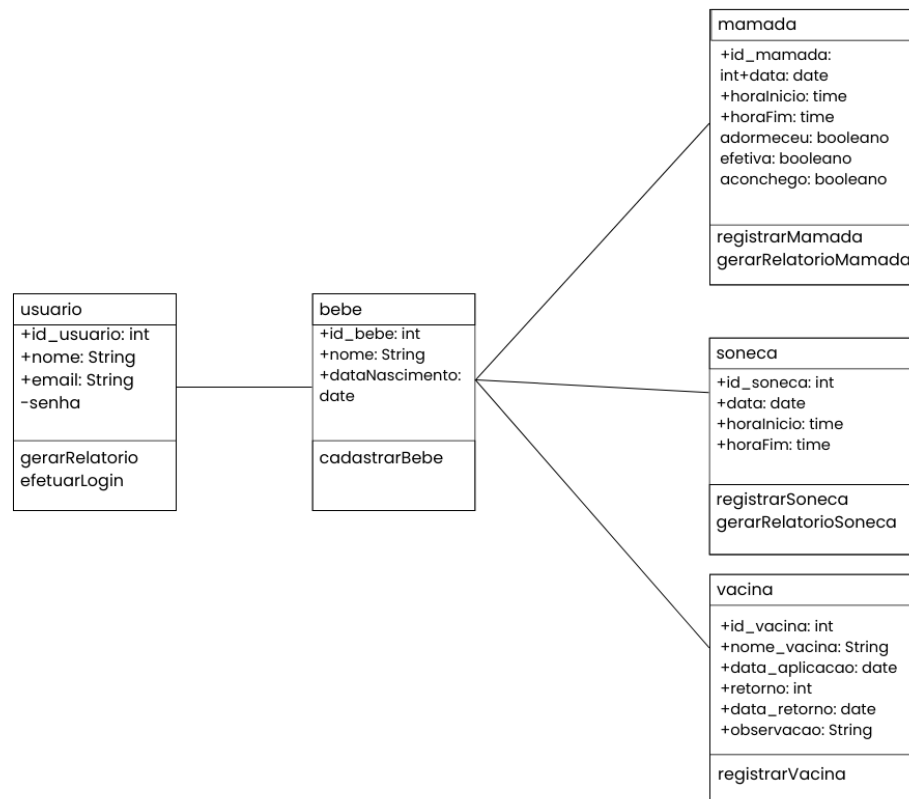 mamada
+id_mamada:
int+data: date
+horaInicio: time
+horaFim: time
adormeceu: booleano
efetiva: booleano
aconchego: booleano
registrarMamada
gerarRelatorioMamada
usuario
+id_usuario: int
+nome: String
+email: String
-senha
gerarRelatorio
efetuarLogin
bebe
+id_bebe: int
+nome: String
+dataNascimento:
date
cadastrarBebe
soneca
+id_soneca: int
+data: date
+horaInicio: time
+horaFim: time
registrarSoneca
gerarRelatorioSoneca
vacina
+id_vacina: int
+nome_vacina: String
+data_aplicacao: date
+retorno: int
+data_retorno: date
+observacao: String
registrarVacina